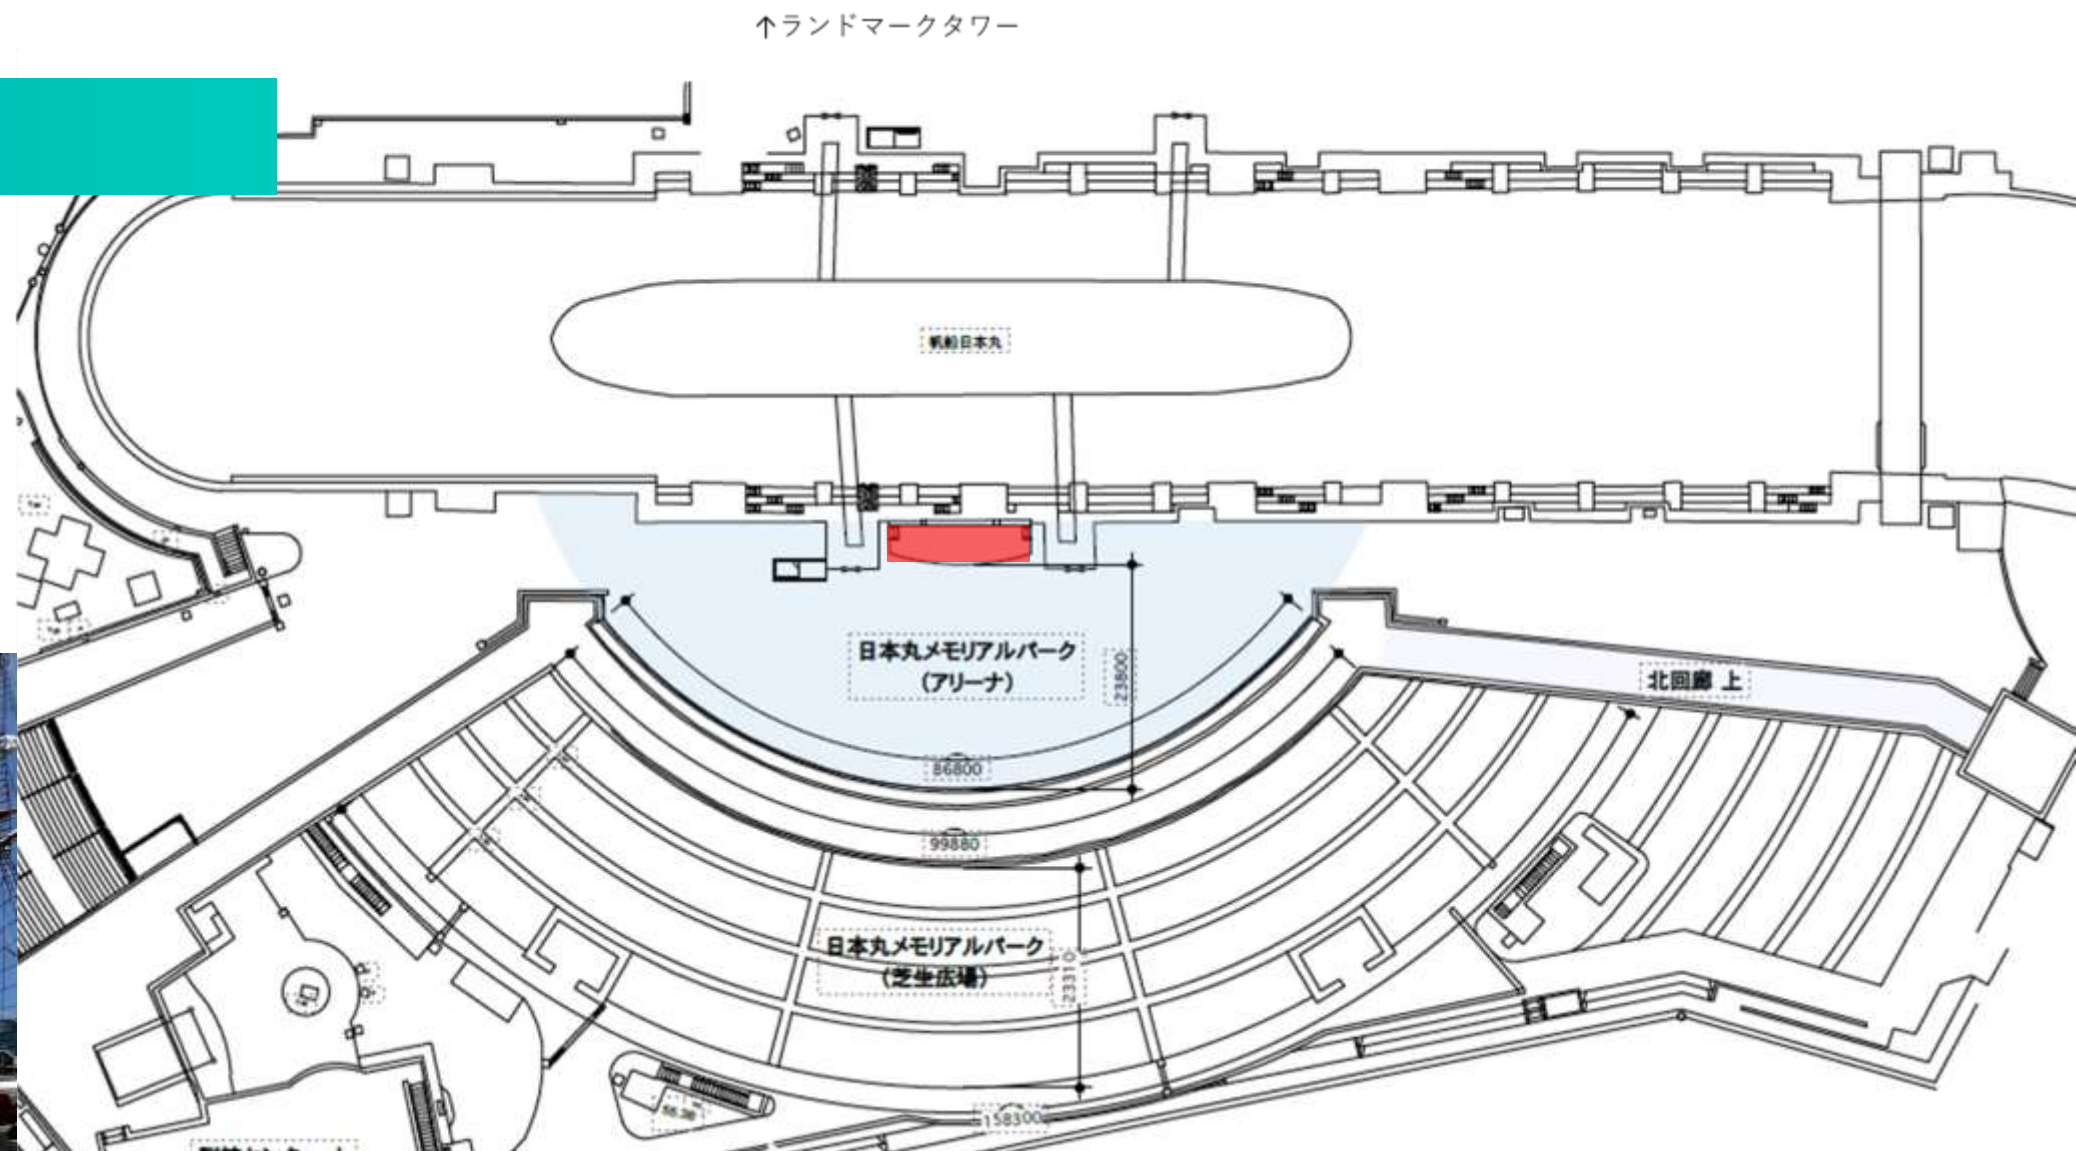 ↑ランドマークタワー
帆船日本丸
日本丸メモリアルパーク
（アリーナ）
23800
北回廊 上
86800
99880
日本丸メモリアルパーク
（芝生広場）
23310
158300